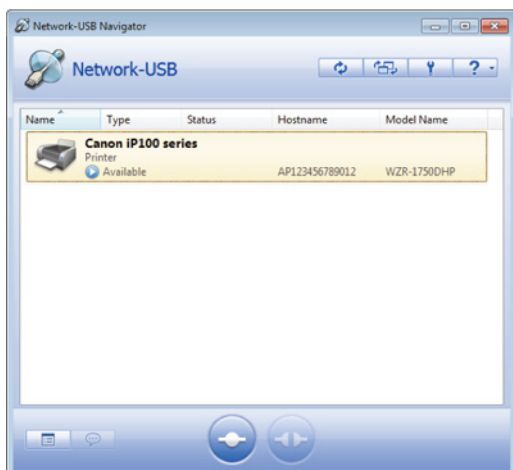 Network-USB Navigator
Network-USB
?
Name Type Status Hostname Model Name
Canon iP100 series
Printer
Available AP123456789012 WZR-1750DHP